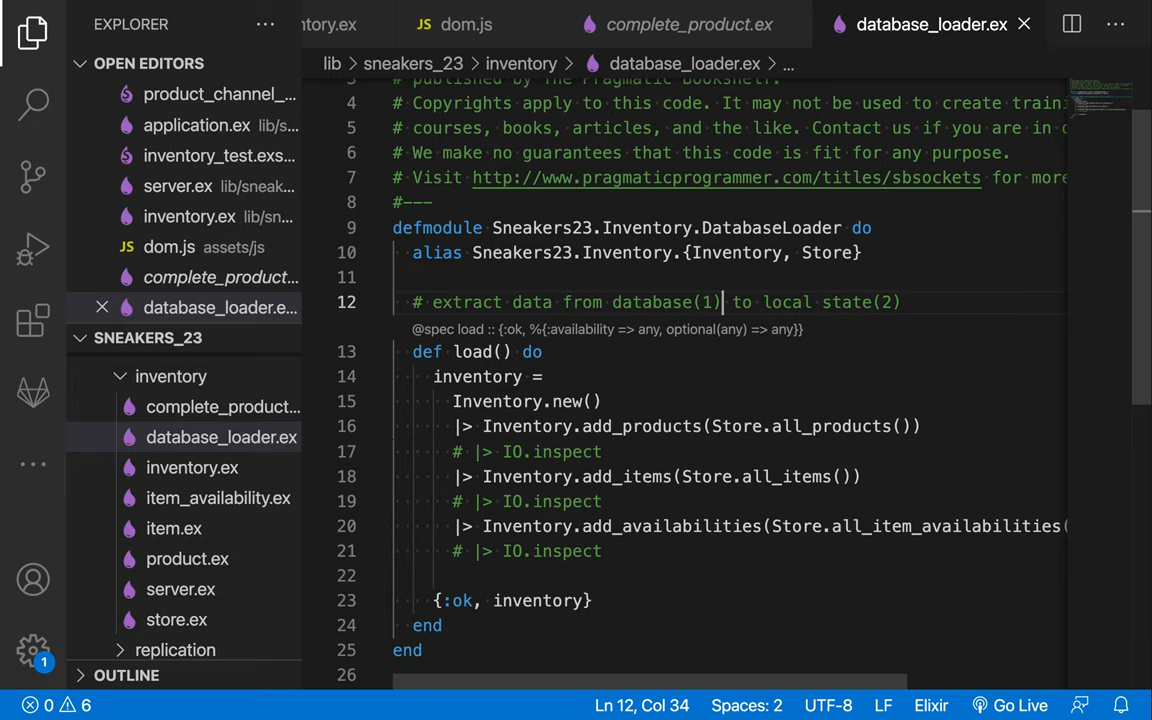 EXPLORER ···
ntory.ex JS dom.js complete_product.ex database_loader.ex ···
OPEN EDITORS
product_channel_...
application.ex lib/s...
inventory_test.exs...
server.ex lib/sneak...
inventory.ex lib/sn...
JS dom.js assets/js
complete_product...
database_loader.e...
SNEAKERS_23
inventory
complete_product...
database_loader.ex
inventory.ex
item_availability.ex
item.ex
product.ex
server.ex
store.ex
replication
OUTLINE
1
lib > sneakers_23 > inventory > database_loader.ex > ...
3 # published by The Pragmatic Bookshelf.
4 # Copyrights apply to this code. It may not be used to create traini
5 # courses, books, articles, and the like. Contact us if you are in d
6 # We make no guarantees that this code is fit for any purpose.
7 # Visit http://www.pragmaticprogrammer.com/titles/sbsockets for more
8 #---
9 defmodule Sneakers23.Inventory.DatabaseLoader do
10 alias Sneakers23.Inventory.{Inventory, Store}
11
12 # extract data from database(1) to local state(2)
@spec load :: {:ok, %{:availability => any, optional(any) => any}}
13 def load() do
14 inventory =
15 Inventory.new()
16 |> Inventory.add_products(Store.all_products())
17 # |> IO.inspect
18 |> Inventory.add_items(Store.all_items())
19 # |> IO.inspect
20 |> Inventory.add_availabilities(Store.all_item_availabilities(
21 # |> IO.inspect
22
23 {:ok, inventory}
24 end
25 end
26
0 6 Ln 12, Col 34 Spaces: 2 UTF-8 LF Elixir Go Live